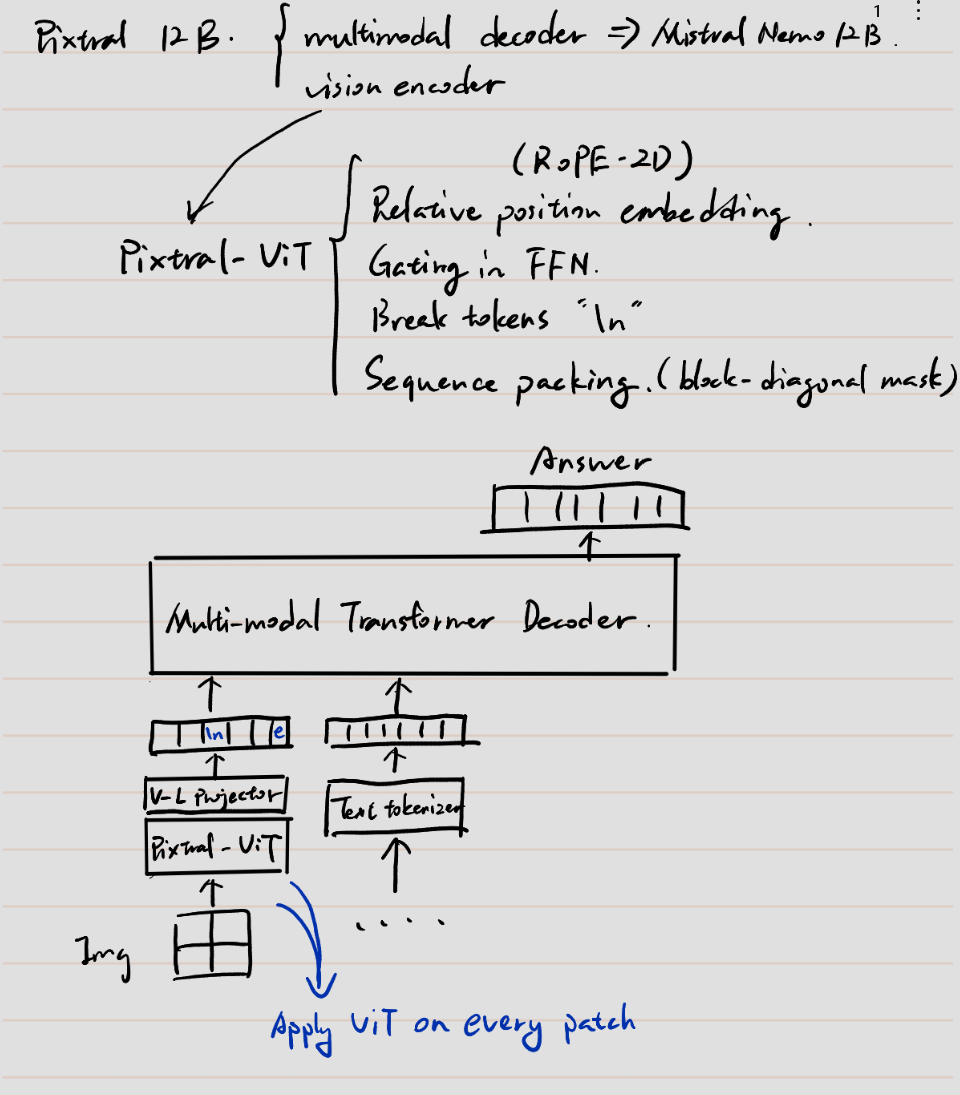 1
Pixtral 12B. multimodal decoder => Mistral Nemo 12B.
vision encoder
(RoPE-2D)
Relative position embedding.
Pixtral-ViT
Gating in FFN.
Break tokens "\n"
Sequence packing. (block-diagonal mask)
Answer
Multi-modal Transformer Decoder.
\n e
V-L projector
Text tokenizer
Pixtral-ViT
....
Img
Apply ViT on every patch